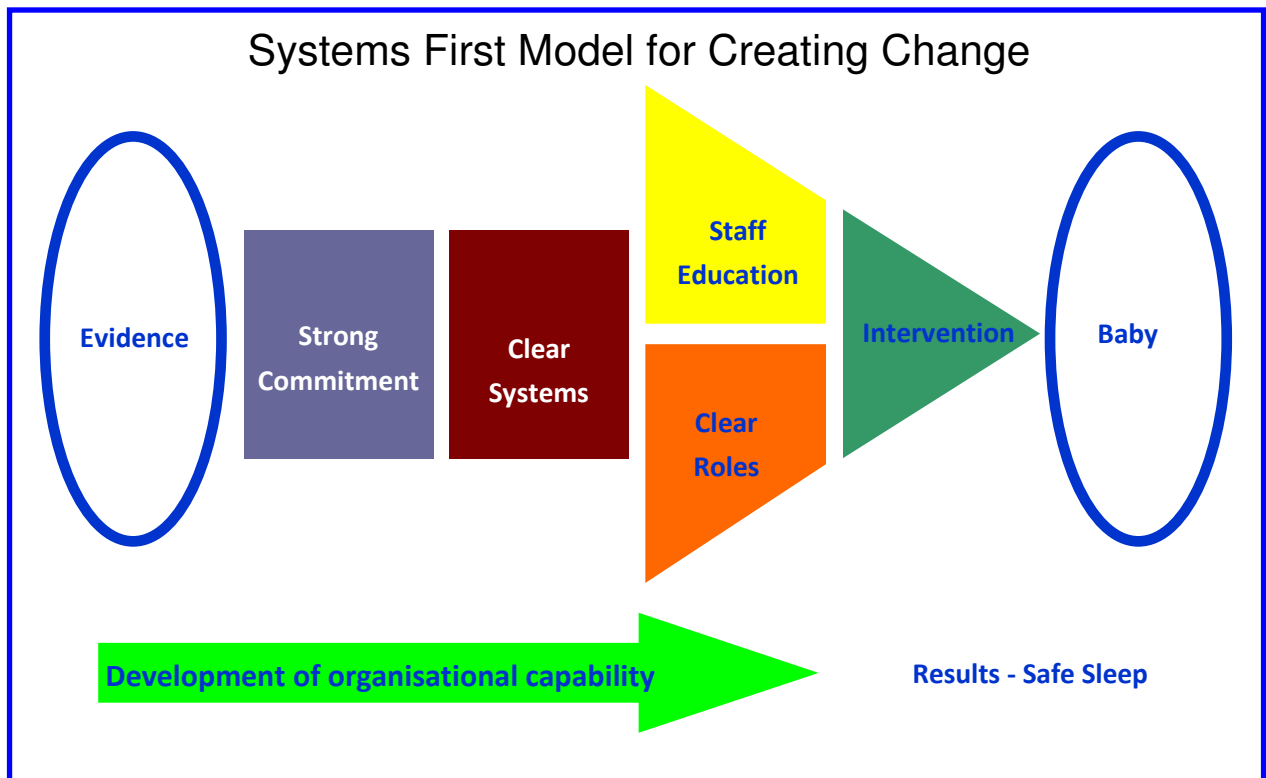 Systems First Model for Creating Change
Evidence
Strong
Commitment
Clear
Systems
Staff
Education
Clear
Roles
Intervention
Baby
Development of organisational capability
Results - Safe Sleep